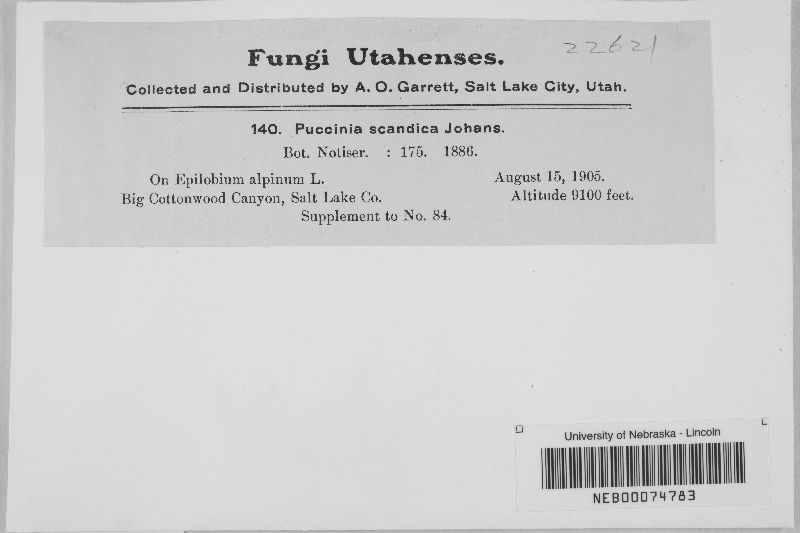 22621
Fungi Utahenses.
Collected and Distributed by A. O. Garrett, Salt Lake City, Utah.
140. Puccinia scandica Johans.
Bot. Notiser. : 175. 1886.
On Epilobium alpinum L. August 15, 1905.
Big Cottonwood Canyon, Salt Lake Co. Altitude 9100 feet.
Supplement to No. 84.
University of Nebraska - Lincoln
NEB00074783